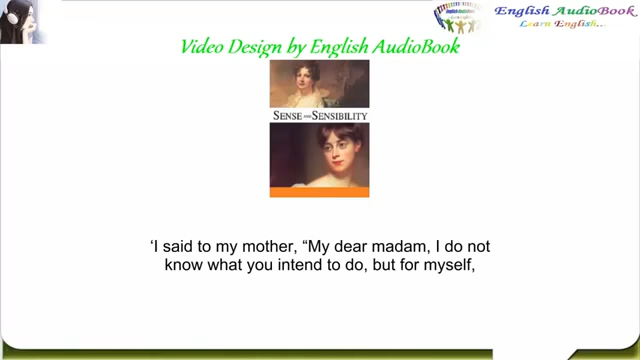 English AudioBook
Learn English...
Video Design by English AudioBook
SENSE AND SENSIBILITY
‘I said to my mother, “My dear madam, I do not
know what you intend to do, but for myself,